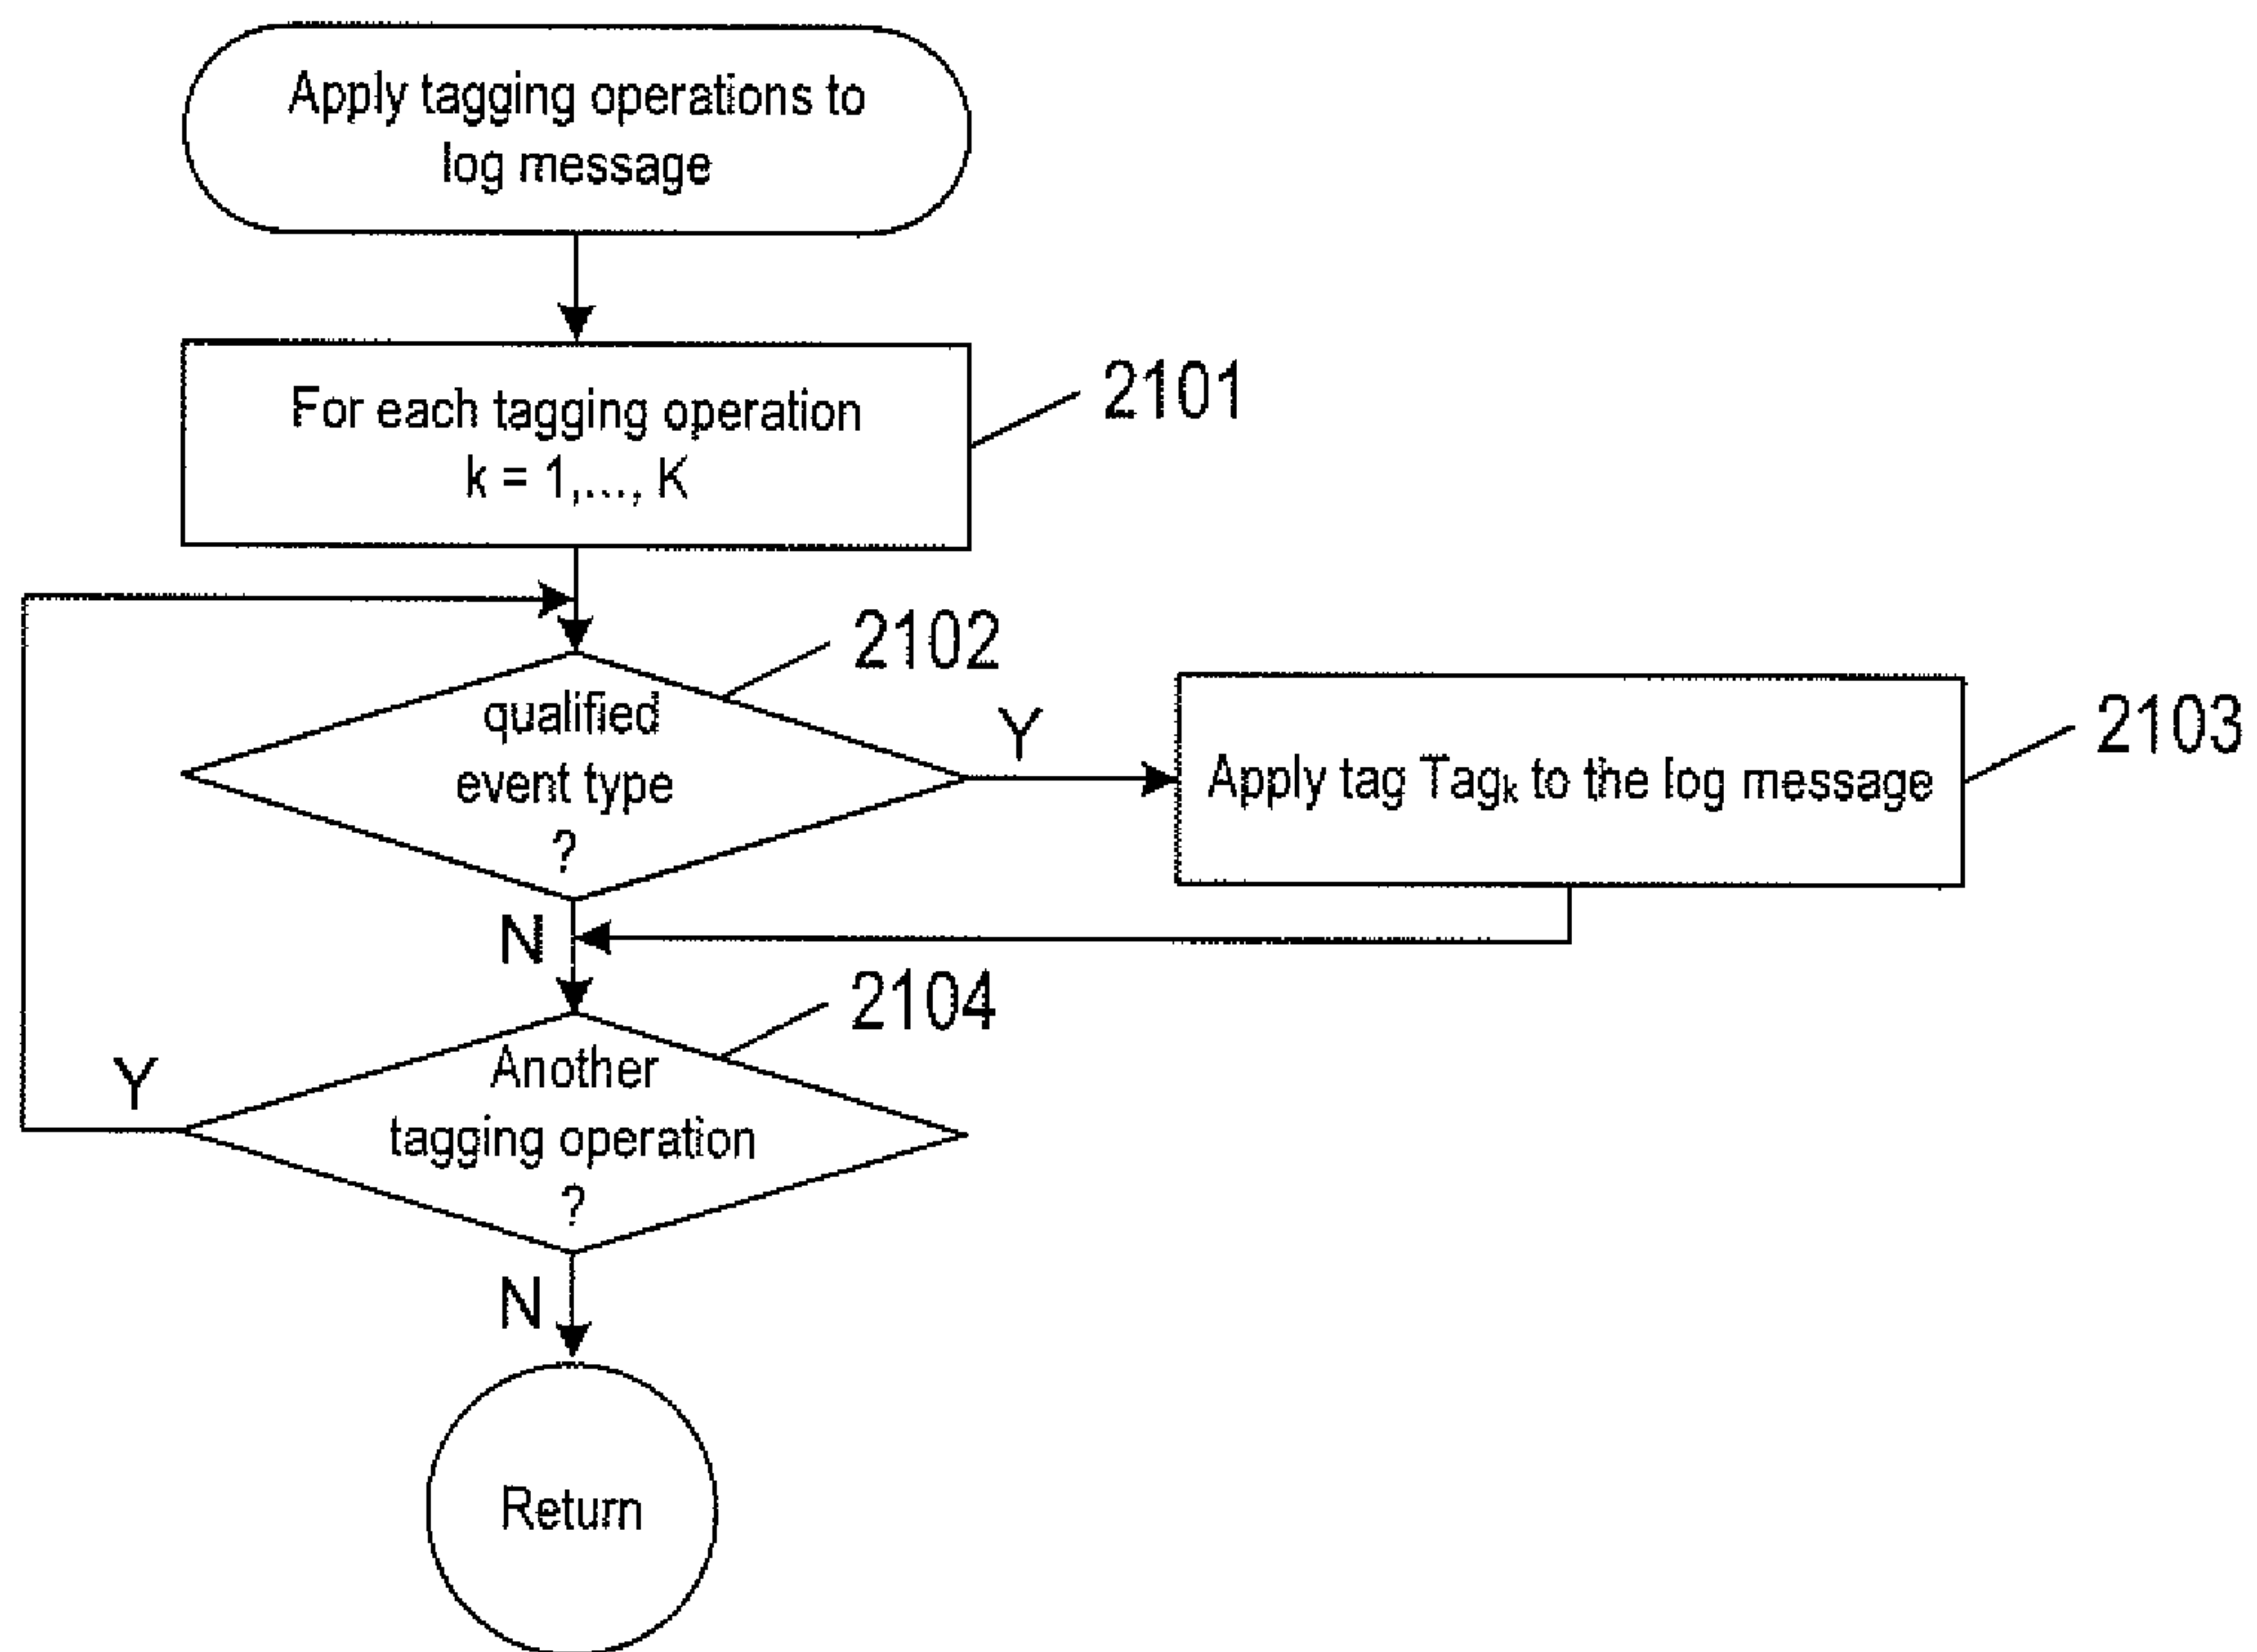 Apply tagging operations to
log message
For each tagging operation
k = 1,..., K
2101
2102
qualified
event type
?
Y
Apply tag Tagₖ to the log message
2103
N
2104
Another
tagging operation
?
Y
N
Return